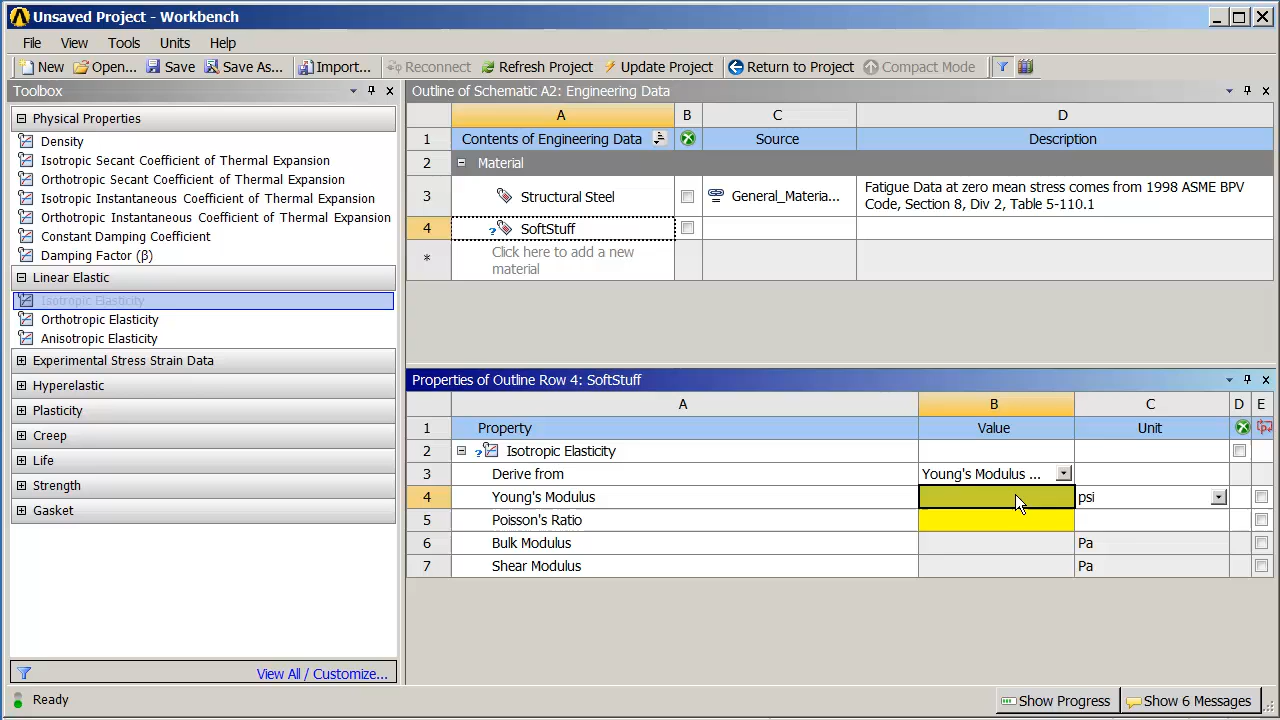 Unsaved Project - Workbench
File View Tools Units Help
New Open... Save Save As... Import... Reconnect Refresh Project Update Project Return to Project Compact Mode
Toolbox
Physical Properties
Density
Isotropic Secant Coefficient of Thermal Expansion
Orthotropic Secant Coefficient of Thermal Expansion
Isotropic Instantaneous Coefficient of Thermal Expansion
Orthotropic Instantaneous Coefficient of Thermal Expansion
Constant Damping Coefficient
Damping Factor (β)
Linear Elastic
Isotropic Elasticity
Orthotropic Elasticity
Anisotropic Elasticity
Experimental Stress Strain Data
Hyperelastic
Plasticity
Creep
Life
Strength
Gasket
View All / Customize...
Outline of Schematic A2: Engineering Data
A B C D
1 Contents of Engineering Data Source Description
2 Material
3 Structural Steel General_Materia... Fatigue Data at zero mean stress comes from 1998 ASME BPV
Code, Section 8, Div 2, Table 5-110.1
4 ? SoftStuff
* Click here to add a new
material
Properties of Outline Row 4: SoftStuff
A B C D E
1 Property Value Unit
2 ? Isotropic Elasticity
3 Derive from Young's Modulus ...
4 Young's Modulus psi
5 Poisson's Ratio
6 Bulk Modulus Pa
7 Shear Modulus Pa
Ready Show Progress Show 6 Messages